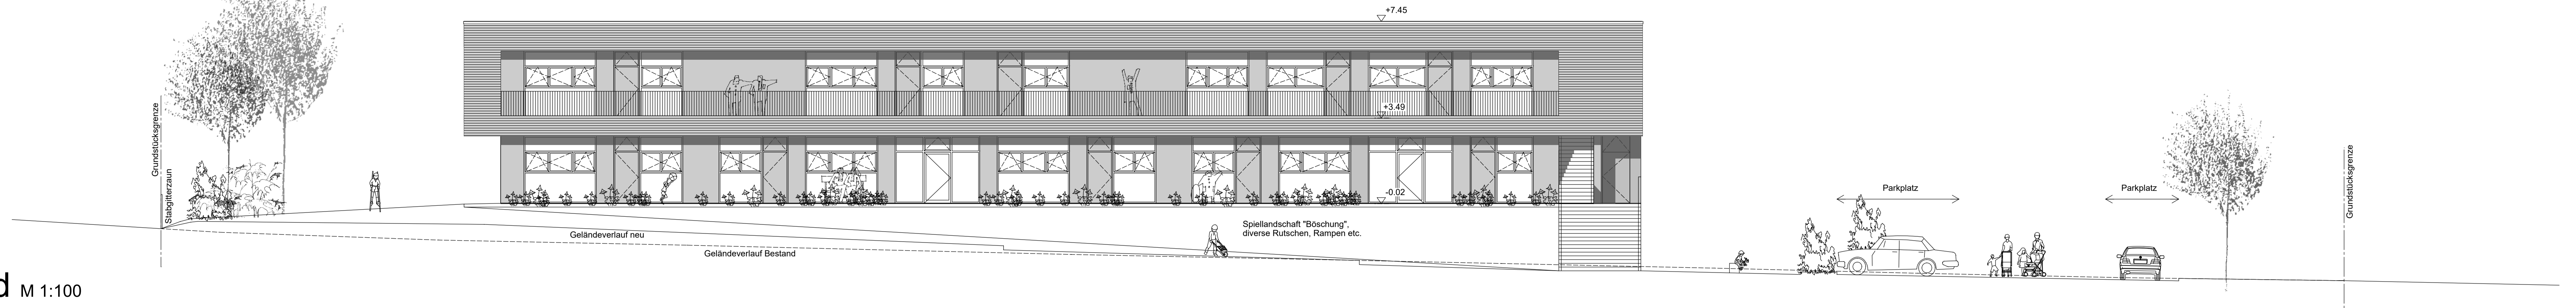 +7.45
Grundstücksgrenze
Stabgitterzaun
+3.49
-0.02
Parkplatz
Parkplatz
Grundstücksgrenze
Spiellandschaft "Böschung",
diverse Rutschen, Rampen etc.
Geländeverlauf neu
Geländeverlauf Bestand
d M 1:100